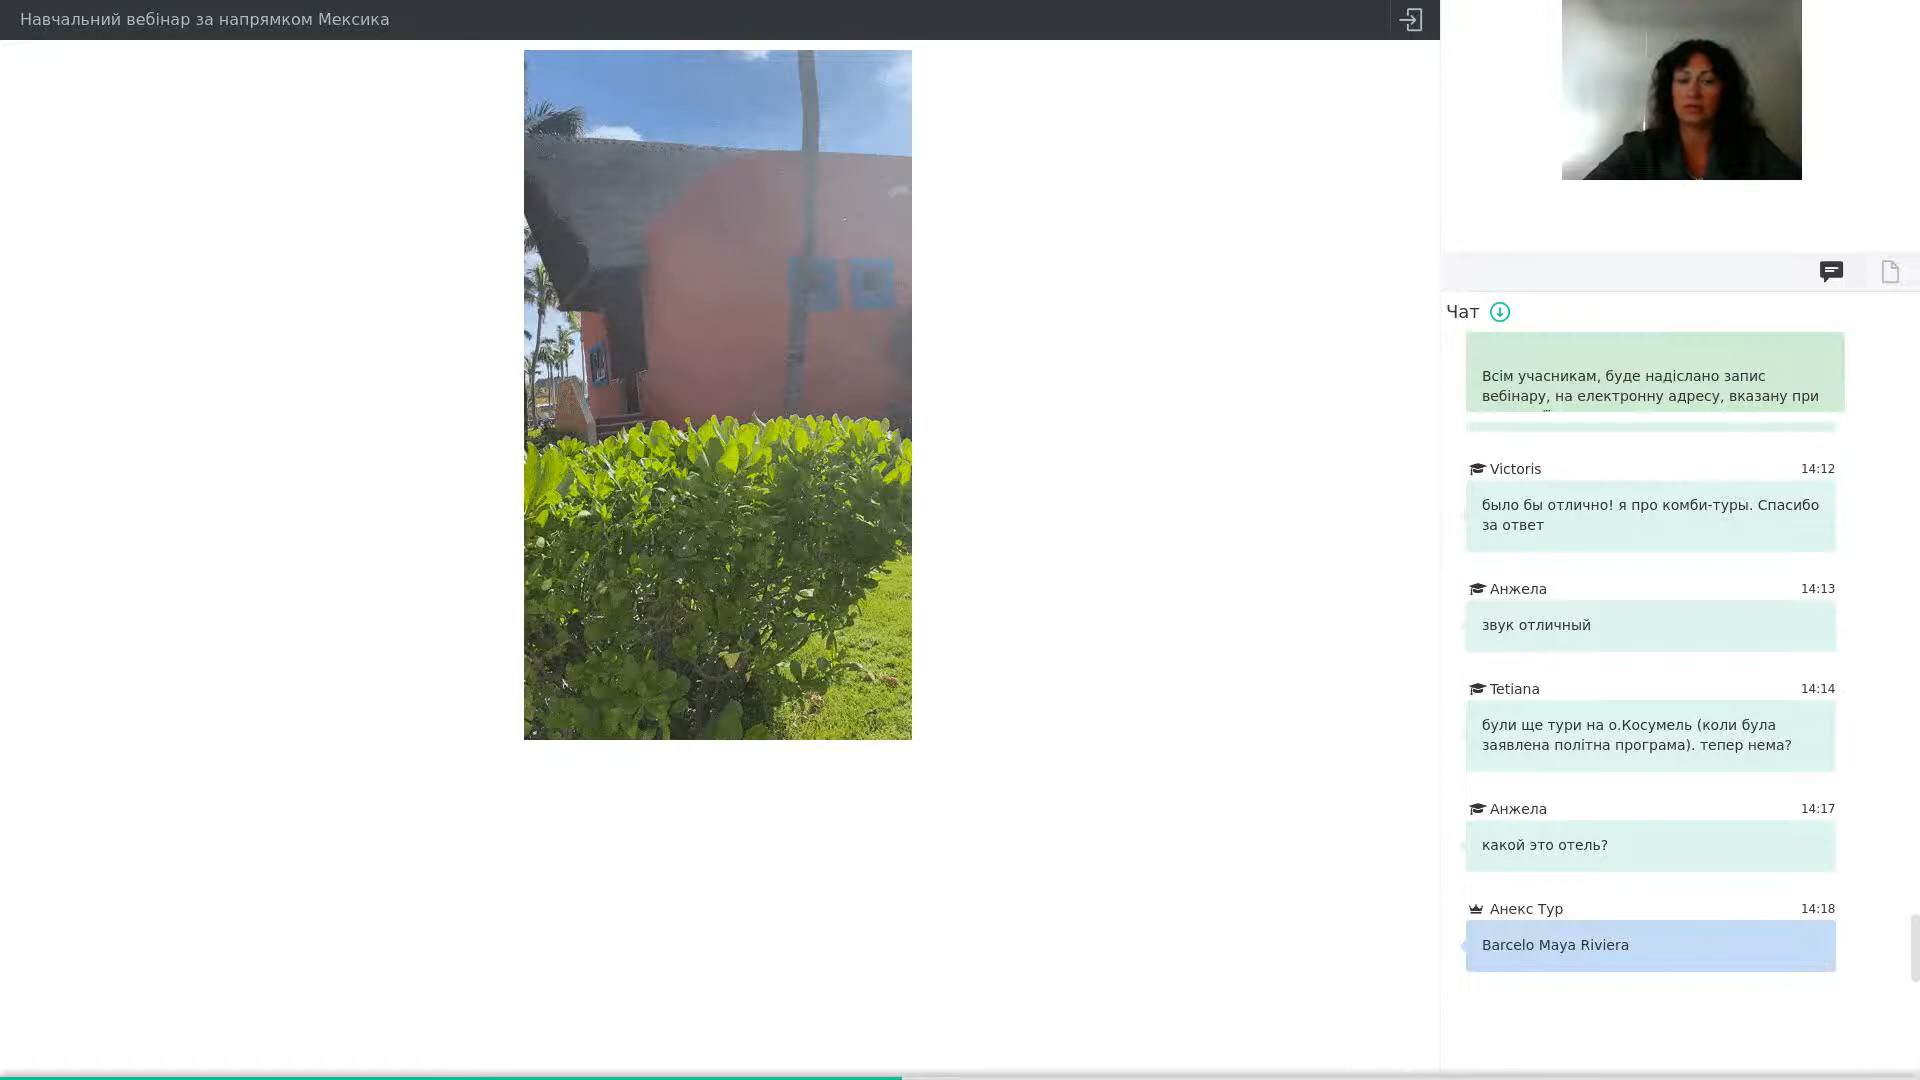 Навчальний вебінар за напрямком Мексика
Чат
Всім учасникам, буде надіслано запис
вебінару, на електронну адресу, вказану при
Victoris 14:12
было бы отлично! я про комби-туры. Спасибо
за ответ
Анжела 14:13
звук отличный
Tetiana 14:14
були ще тури на о.Косумель (коли була
заявлена політна програма). тепер нема?
Анжела 14:17
какой это отель?
Анекс Тур 14:18
Barcelo Maya Riviera